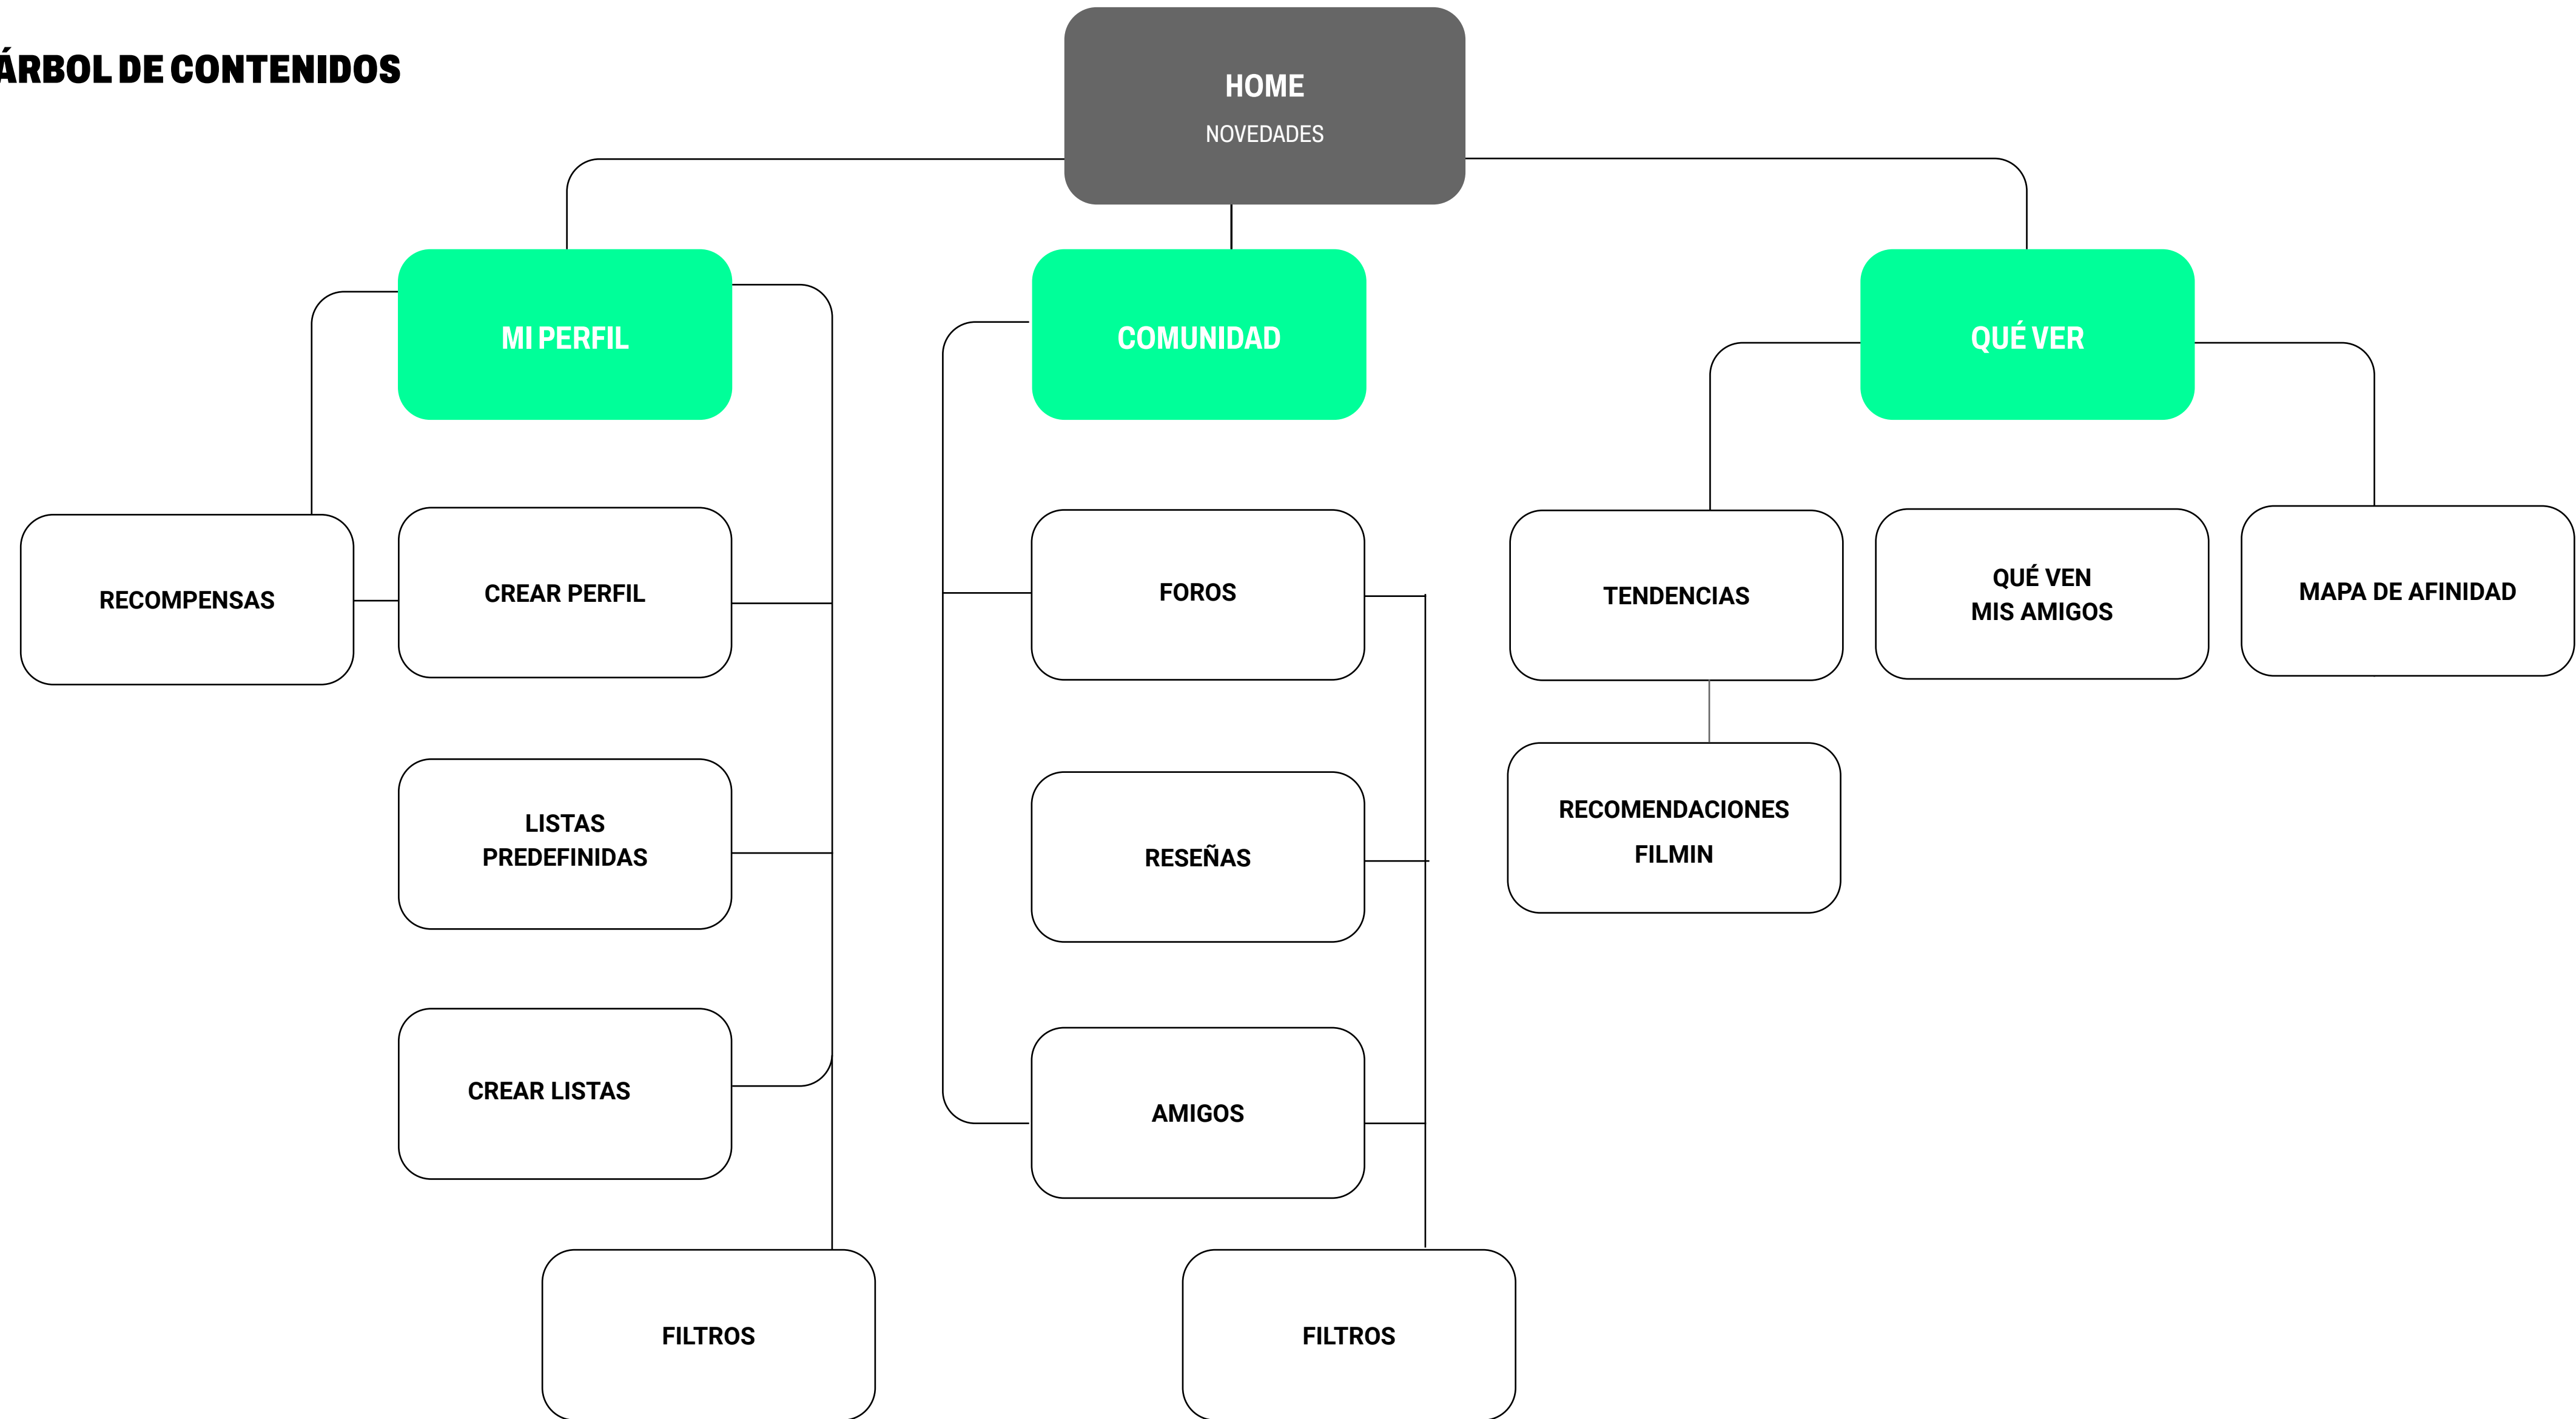 ÁRBOL DE CONTENIDOS
HOME
NOVEDADES
MI PERFIL
COMUNIDAD
QUÉ VER
RECOMPENSAS
CREAR PERFIL
FOROS
TENDENCIAS
QUÉ VEN
MIS AMIGOS
MAPA DE AFINIDAD
LISTAS
PREDEFINIDAS
RESEÑAS
RECOMENDACIONES
FILMIN
CREAR LISTAS
AMIGOS
FILTROS
FILTROS